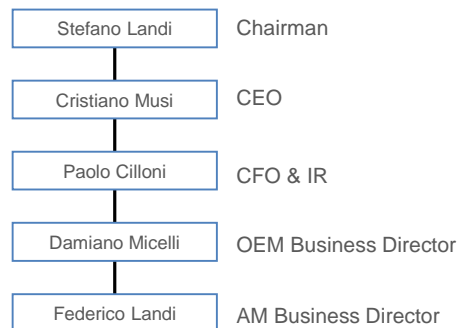 Stefano Landi Chairman
Cristiano Musi CEO
Paolo Cilloni CFO & IR
Damiano Micelli OEM Business Director
Federico Landi AM Business Director